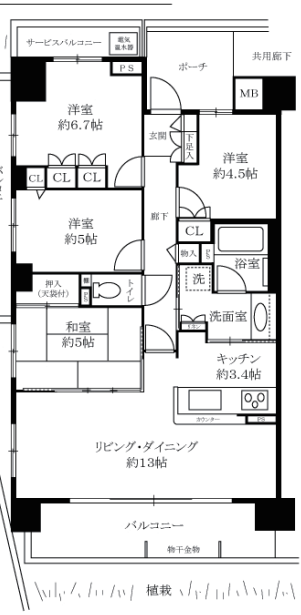 サービスバルコニー
電気
温水器
PS
ポーチ
共用廊下
MB
洋室
約6.7帖
玄関
下足入
洋室
約4.5帖
CL
CL
CL
洋室
約5帖
廊下
CL
物入
浴室
押入
(天袋付)
トイレ
洗
洗面室
和室
約5帖
キッチン
約3.4帖
カウンター
PS
リビング・ダイニング
約13帖
バルコニー
物干金物
植栽